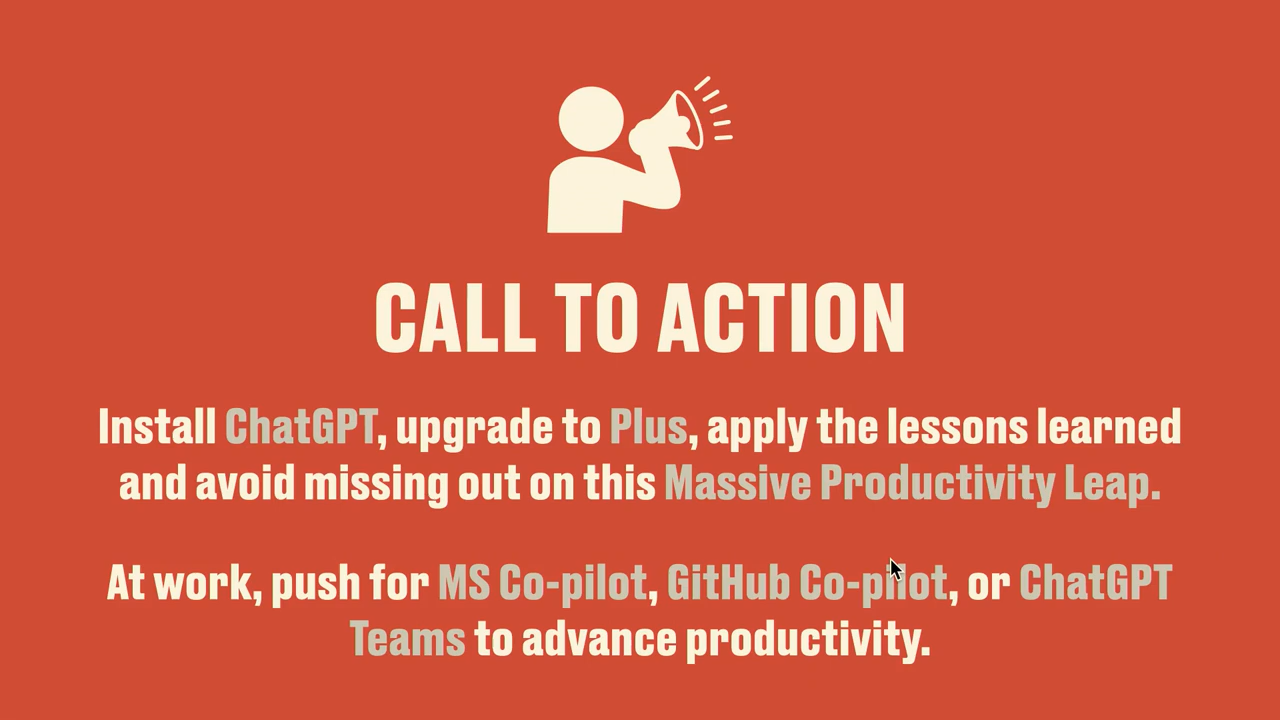 CALL TO ACTION
Install ChatGPT, upgrade to Plus, apply the lessons learned
and avoid missing out on this Massive Productivity Leap.
At work, push for MS Co-pilot, GitHub Co-pilot, or ChatGPT
Teams to advance productivity.